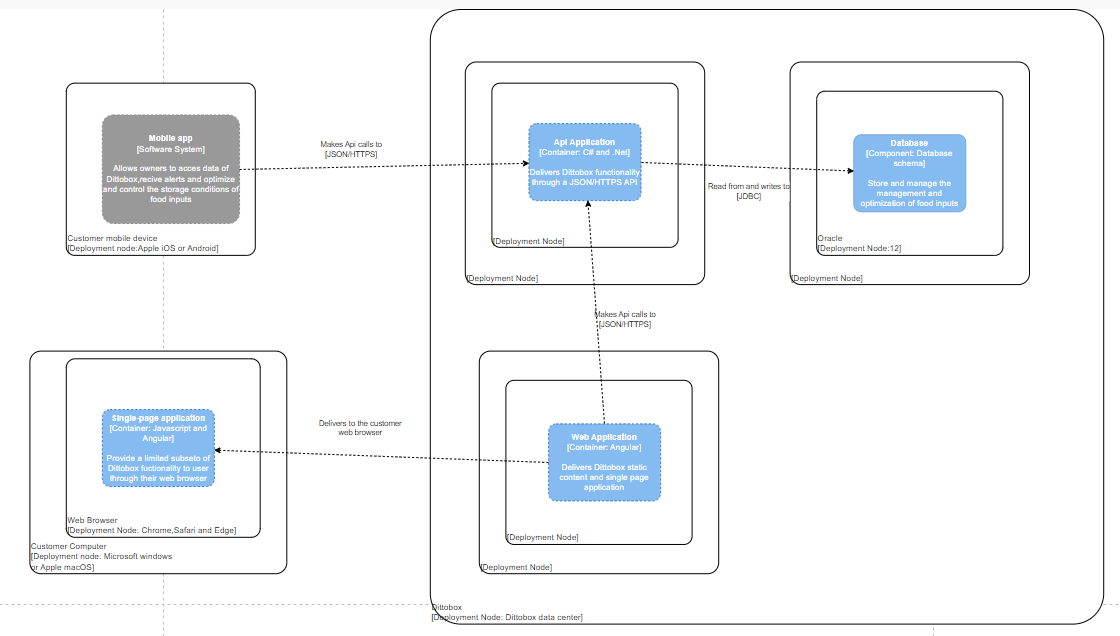 Mobile app
[Software System]
Allows owners to acces data of
Dittobox,recive alerts and optimize
and control the storage conditions of
food inputs
Customer mobile device
[Deployment node:Apple iOS or Android]
Makes Api calls to
[JSON/HTTPS]
Api Application
[Container: C# and .Net]
Delivers Dittobox functionality
through a JSON/HTTPS API
[Deployment Node]
[Deployment Node]
Read from and writes to
[JDBC]
Database
[Component: Database
schema]
Store and manage the
management and
optimization of food inputs
Oracle
[Deployment Node:12]
[Deployment Node]
Makes Api calls to
[JSON/HTTPS]
Single-page application
[Container: Javascript and
Angular]
Provide a limited subseto of
Dittobox fuctionality to user
through their web browser
Web Browser
[Deployment Node: Chrome,Safari and Edge]
Customer Computer
[Deployment node: Microsoft windows
or Apple macOS]
Delivers to the customer
web browser
Web Application
[Container: Angular]
Delivers Dittobox static
content and single page
application
[Deployment Node]
[Deployment Node]
Dittobox
[Deployment Node: Dittobox data center]